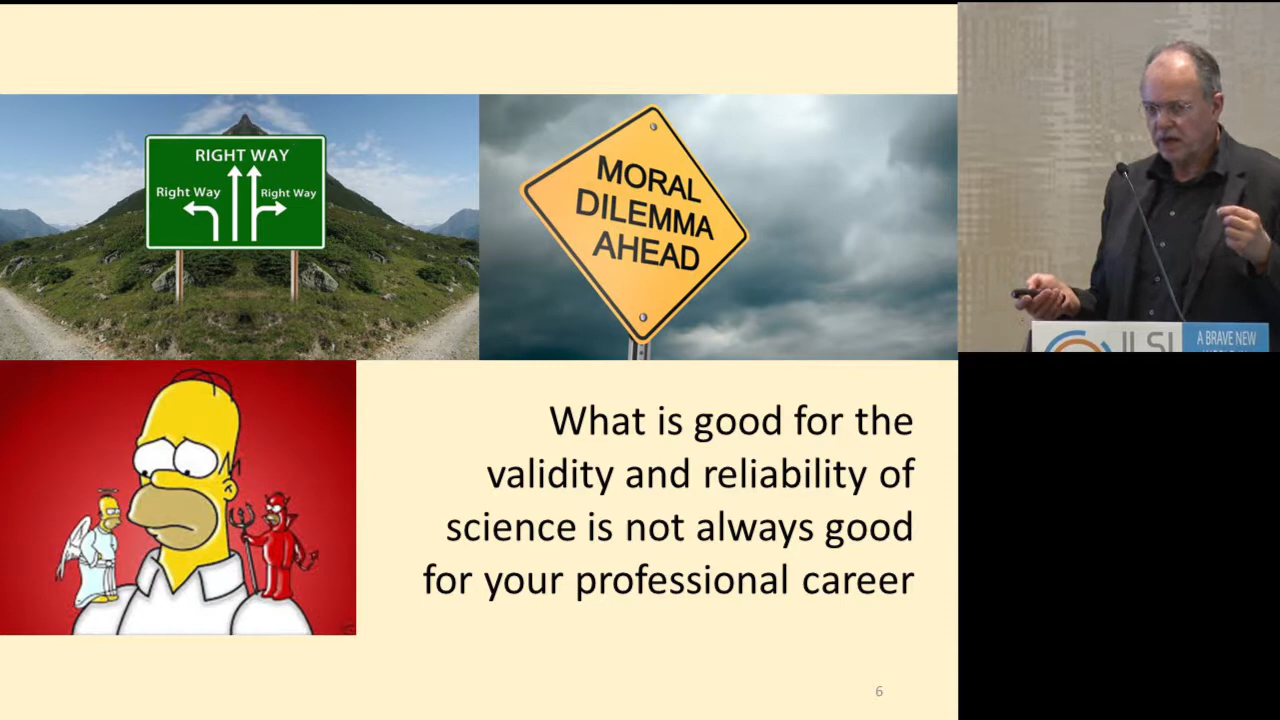 RIGHT WAY
Right Way
Right Way
MORAL
DILEMMA
AHEAD
What is good for the
validity and reliability of
science is not always good
for your professional career
6
ILSI
A BRAVE NEW